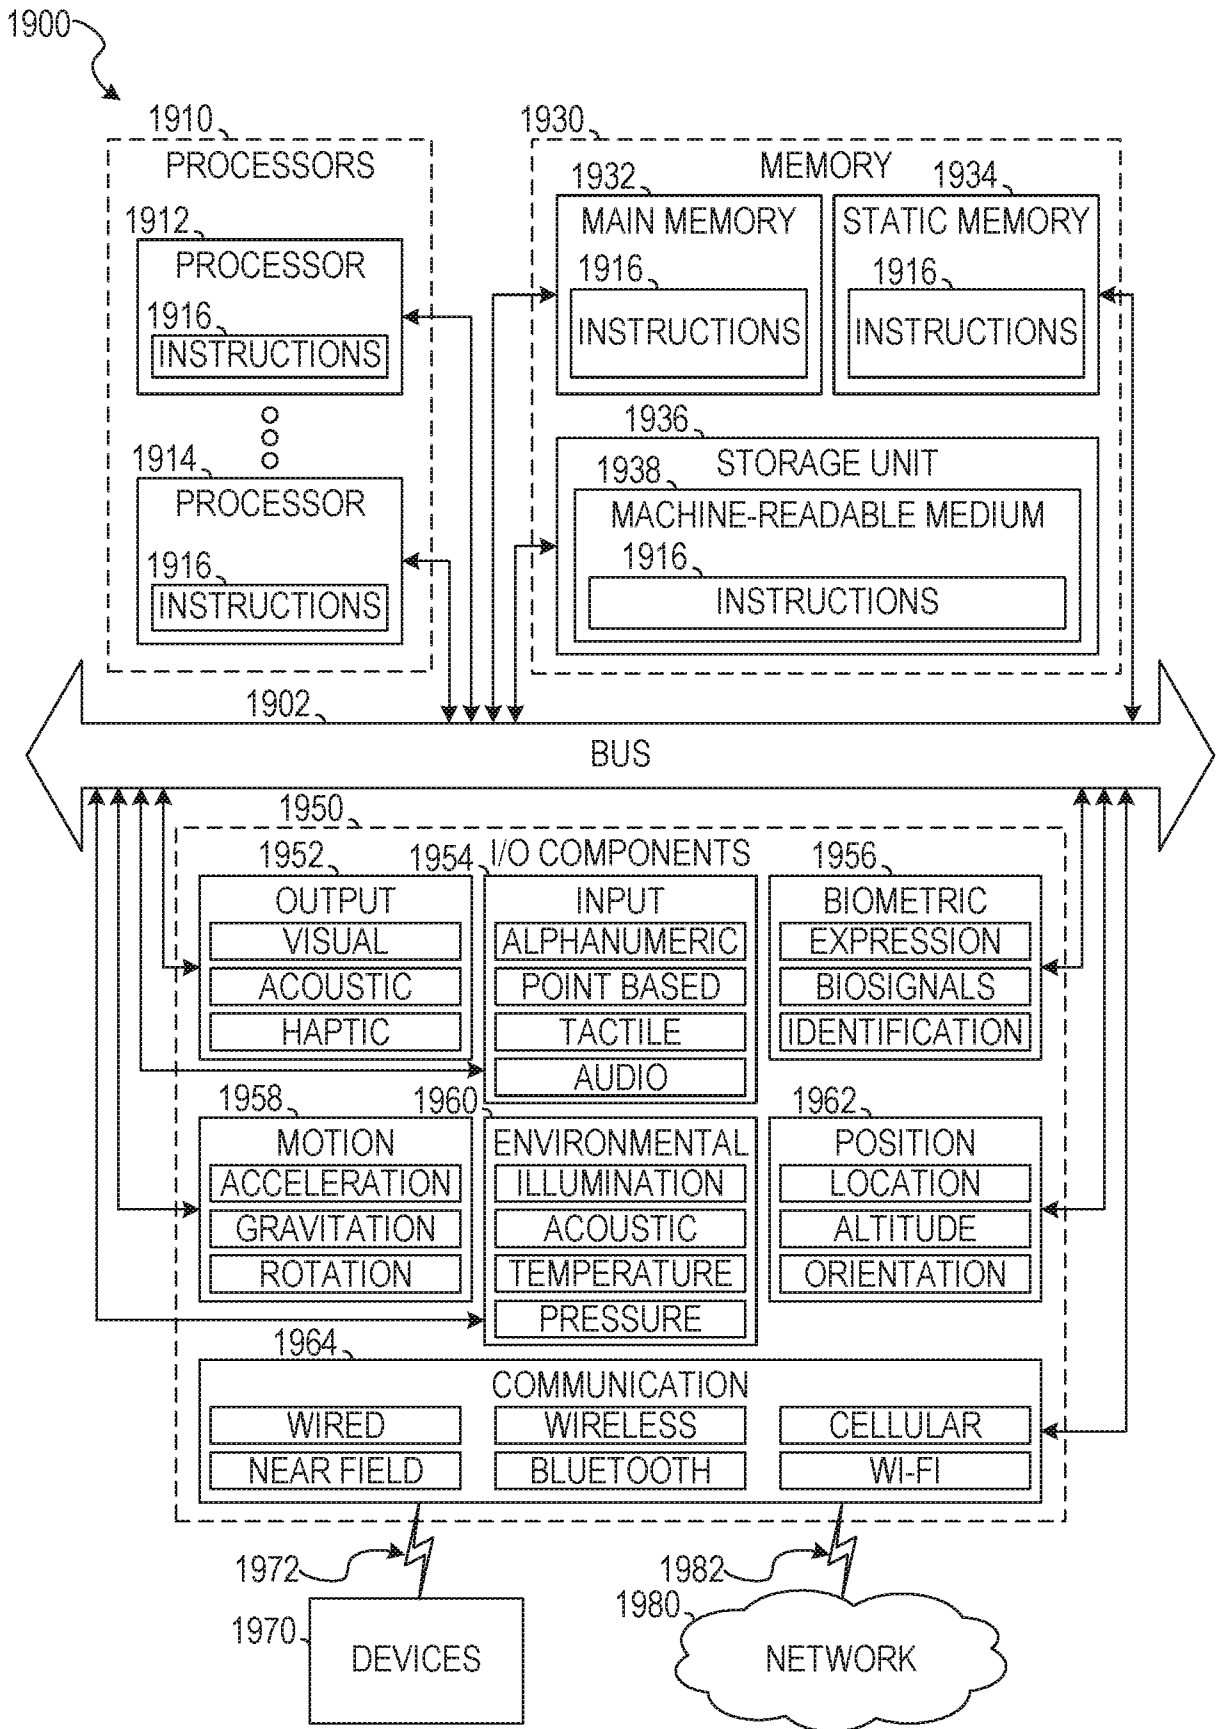 1900
1910
PROCESSORS
1912
PROCESSOR
1916
INSTRUCTIONS
1914
PROCESSOR
1916
INSTRUCTIONS
1930
MEMORY
1932
MAIN MEMORY
1916
INSTRUCTIONS
1934
STATIC MEMORY
1916
INSTRUCTIONS
1936
STORAGE UNIT
1938
MACHINE-READABLE MEDIUM
1916
INSTRUCTIONS
1902
BUS
1950
I/O COMPONENTS
1952
OUTPUT
VISUAL
ACOUSTIC
HAPTIC
1954
INPUT
ALPHANUMERIC
POINT BASED
TACTILE
AUDIO
1956
BIOMETRIC
EXPRESSION
BIOSIGNALS
IDENTIFICATION
1958
MOTION
ACCELERATION
GRAVITATION
ROTATION
1960
ENVIRONMENTAL
ILLUMINATION
ACOUSTIC
TEMPERATURE
PRESSURE
1962
POSITION
LOCATION
ALTITUDE
ORIENTATION
1964
COMMUNICATION
WIRED
WIRELESS
CELLULAR
NEAR FIELD
BLUETOOTH
WI-FI
1972
1982
1970
DEVICES
1980
NETWORK